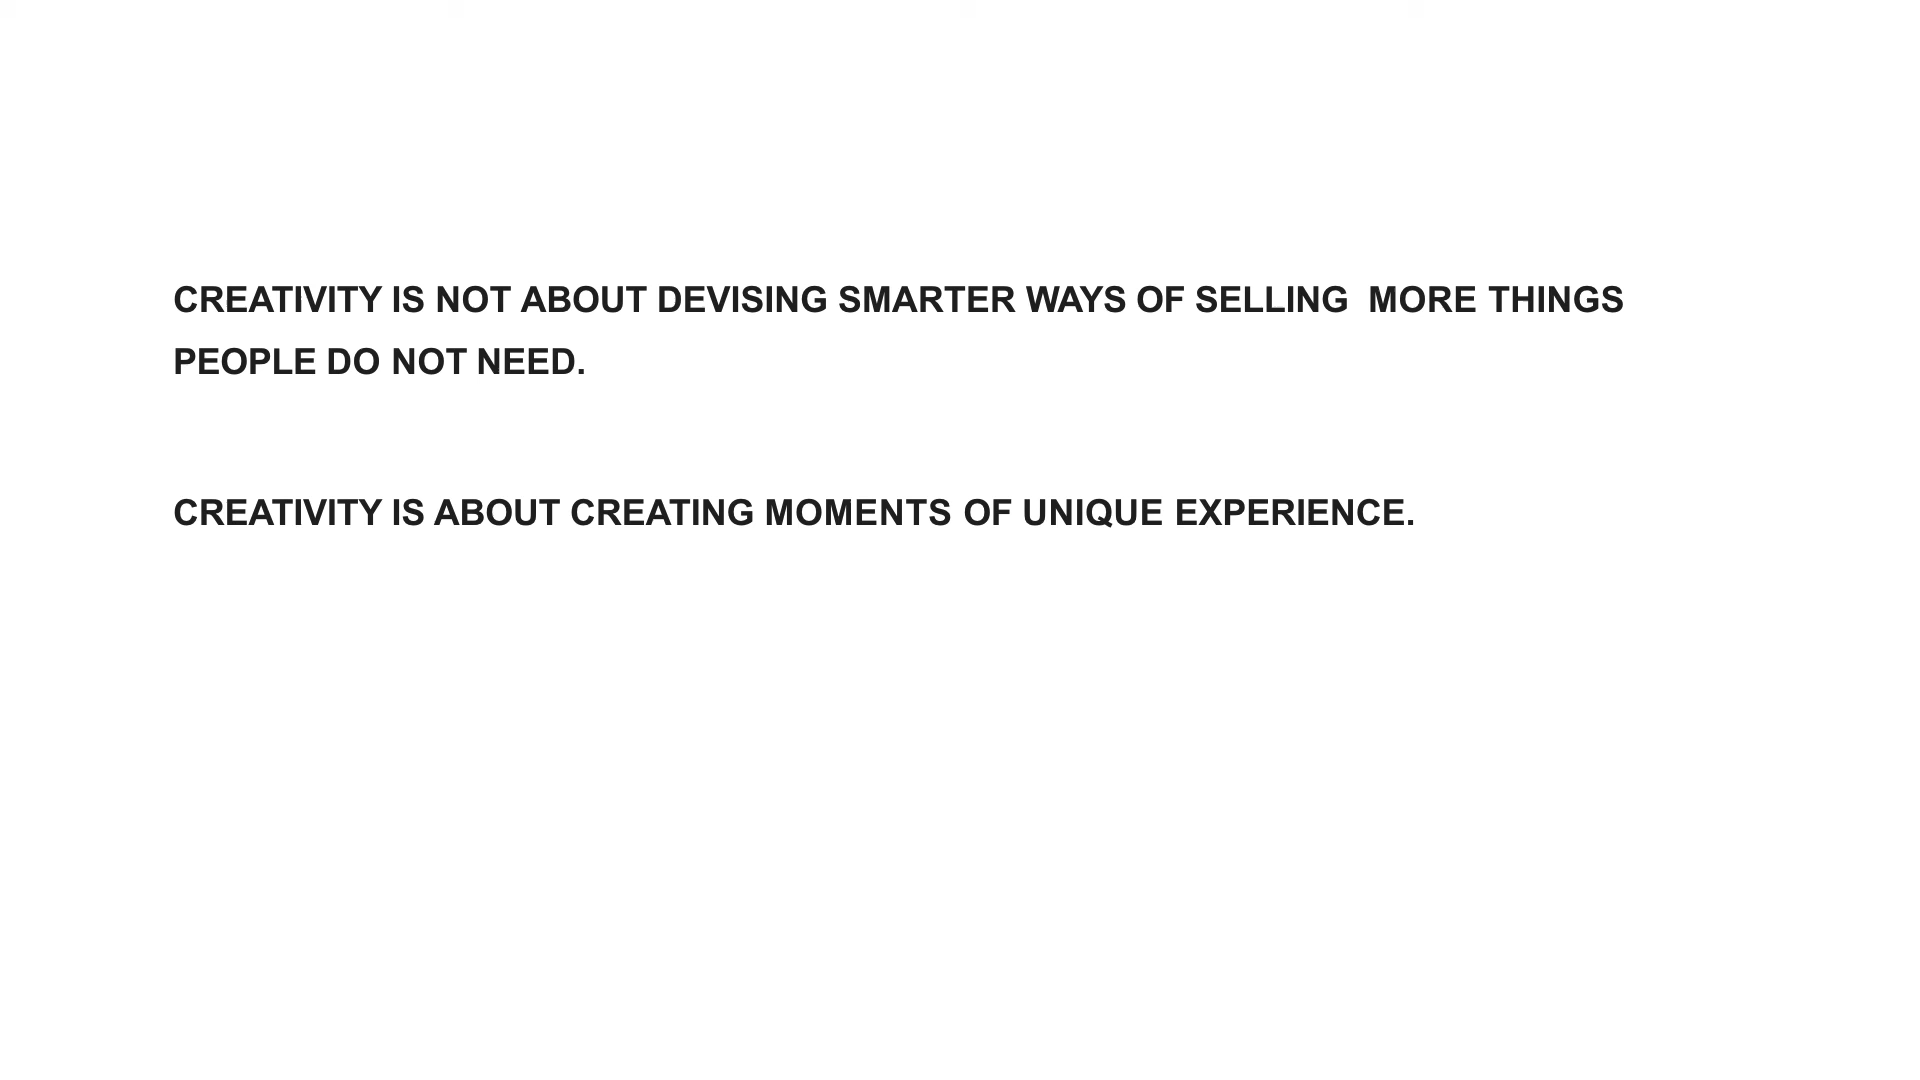 CREATIVITY IS NOT ABOUT DEVISING SMARTER WAYS OF SELLING  MORE THINGS
PEOPLE DO NOT NEED.
CREATIVITY IS ABOUT CREATING MOMENTS OF UNIQUE EXPERIENCE.